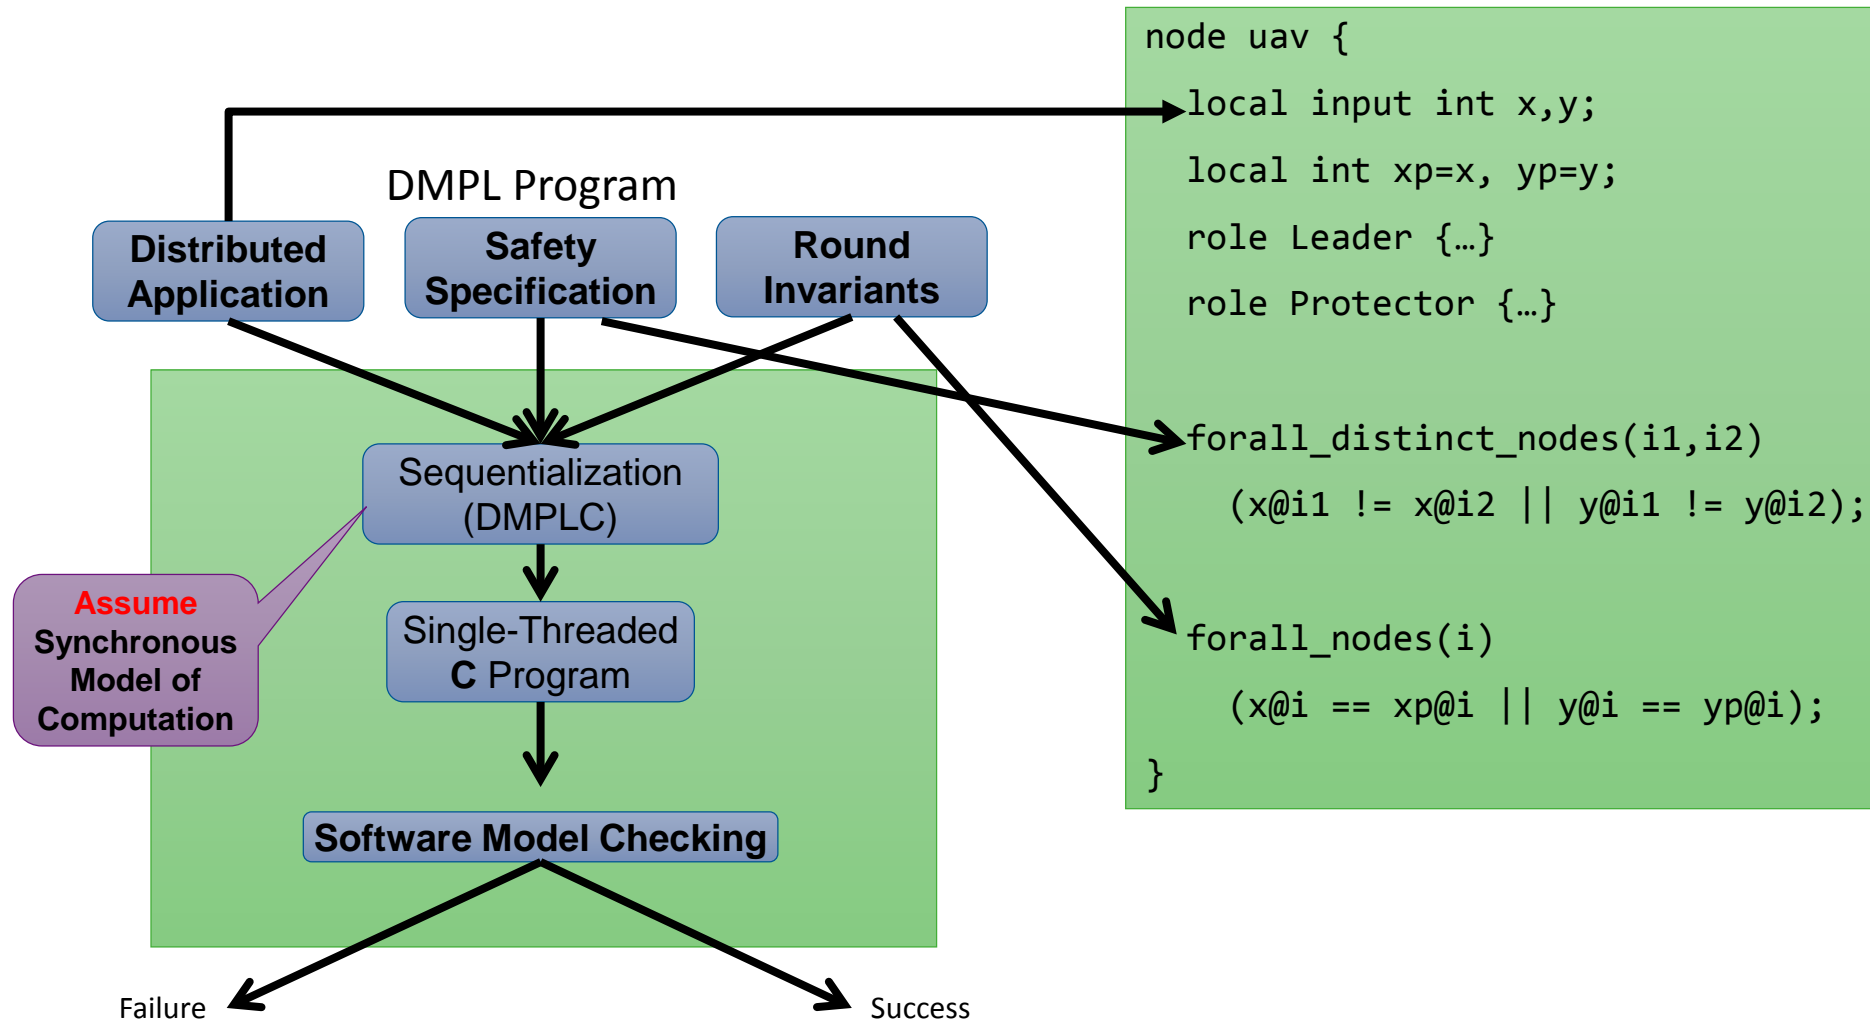 DMPL Program
Distributed
Application
Safety
Specification
Round
Invariants
Sequentialization
(DMPLC)
Assume
Synchronous
Model of
Computation
Single-Threaded
C Program
Software Model Checking
Failure
Success
node uav {
local input int x,y;
local int xp=x, yp=y;
role Leader {…}
role Protector {…}
forall_distinct_nodes(i1,i2)
(x@i1 != x@i2 || y@i1 != y@i2);
forall_nodes(i)
(x@i == xp@i || y@i == yp@i);
}